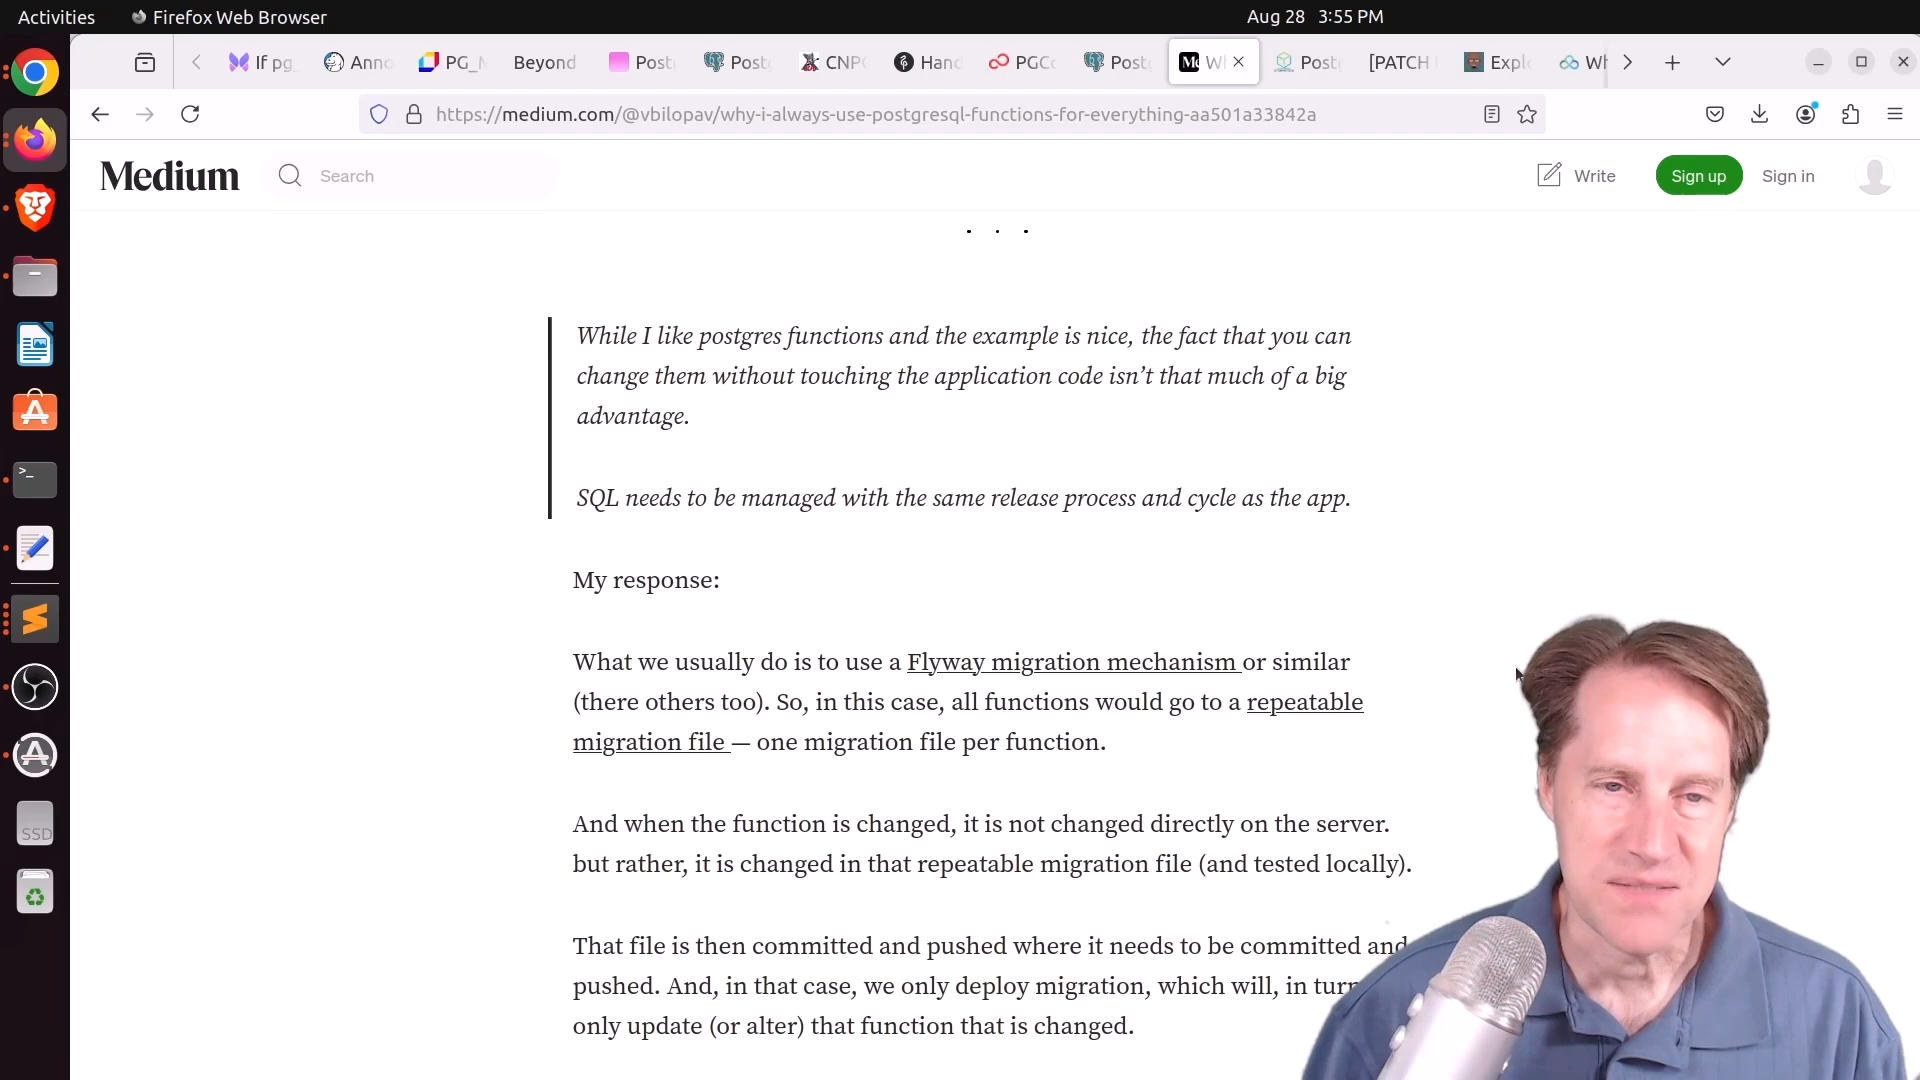 Activities
Firefox Web Browser
Aug 28 3:55 PM
If pg_
Anno
PG_
Beyond
Post
Post
CNP
Hand
PGCo
Post
Post
[PATCH
Expl
Wh
https://medium.com/@vbilopav/why-i-always-use-postgresql-functions-for-everything-aa501a33842a
Medium
Search
Write
Sign up
Sign in
. . .
While I like postgres functions and the example is nice, the fact that you can
change them without touching the application code isn’t that much of a big
advantage.
SQL needs to be managed with the same release process and cycle as the app.
My response:
What we usually do is to use a Flyway migration mechanism or similar
(there others too). So, in this case, all functions would go to a repeatable
migration file — one migration file per function.
And when the function is changed, it is not changed directly on the server.
but rather, it is changed in that repeatable migration file (and tested locally).
That file is then committed and pushed where it needs to be committed and
pushed. And, in that case, we only deploy migration, which will, in turn
only update (or alter) that function that is changed.
SSD